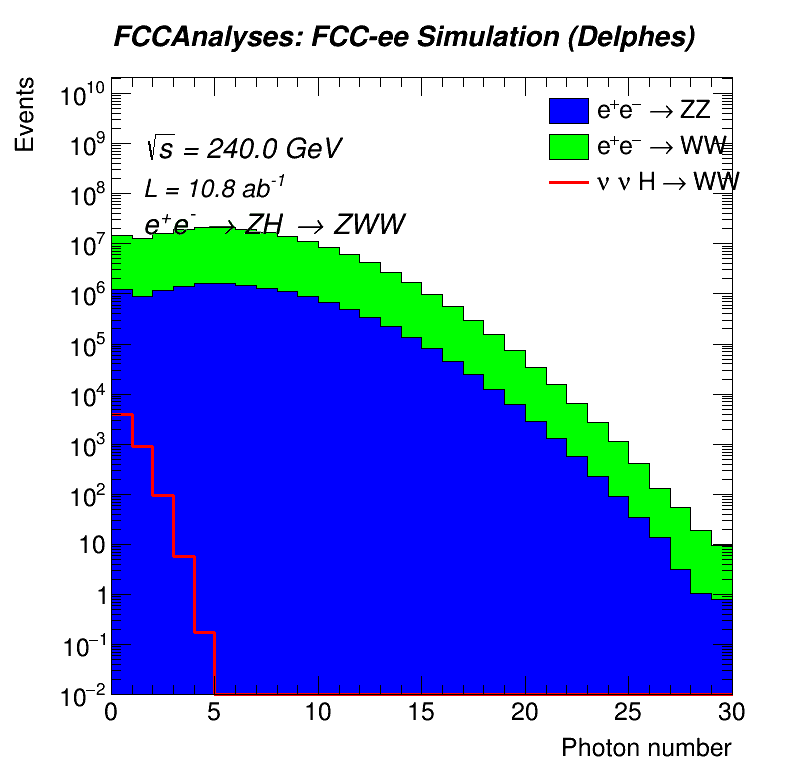 FCCAnalyses: FCC-ee Simulation (Delphes)
Events
10¹⁰
10⁹
10⁸
10⁷
10⁶
10⁵
10⁴
10³
10²
10
1
10⁻¹
10⁻²
√s = 240.0 GeV
L = 10.8 ab⁻¹
e⁺e⁻ → ZH → ZWW
e⁺e⁻ → ZZ
e⁺e⁻ → WW
ν ν H → WW
0 5 10 15 20 25 30
Photon number